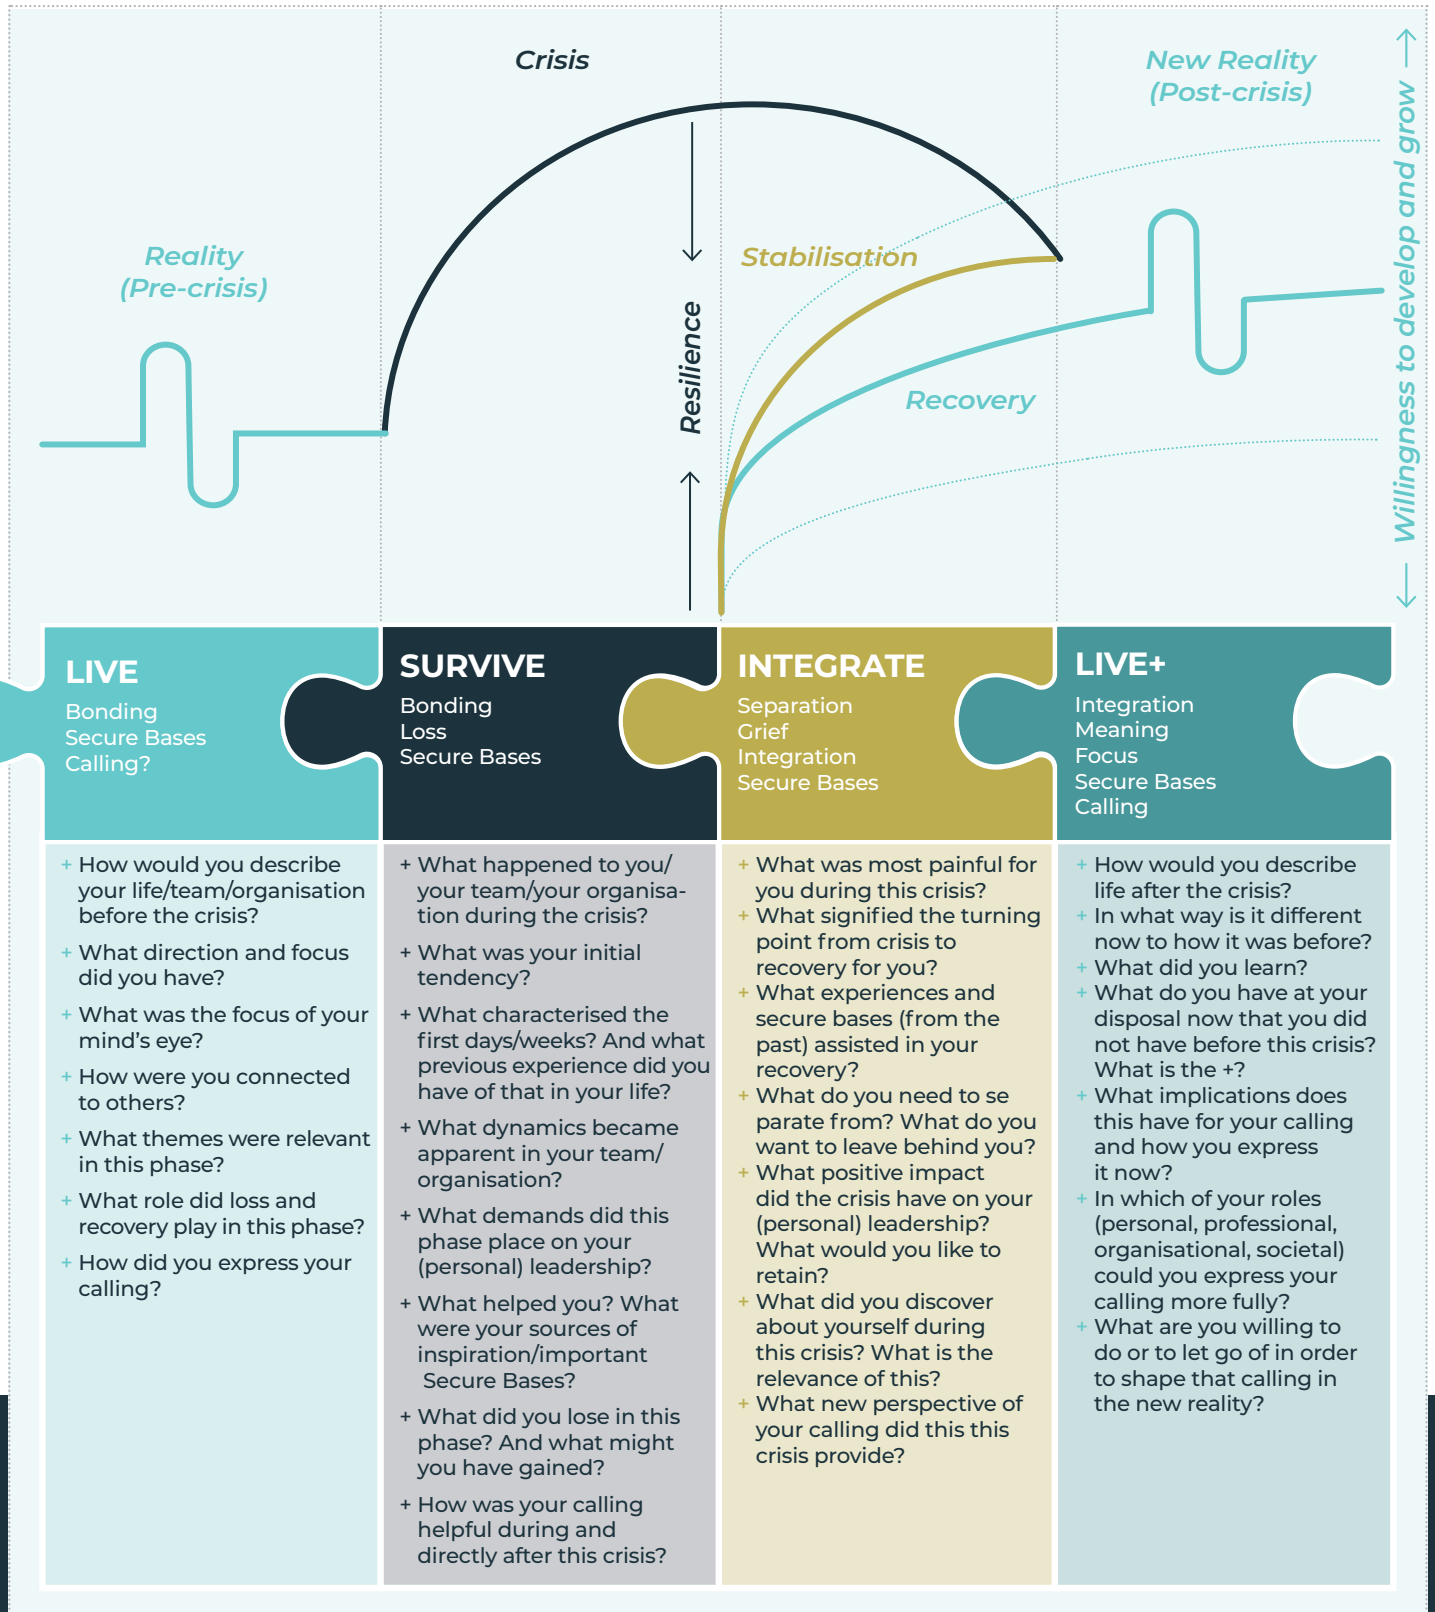 Crisis
New Reality
(Post-crisis)
Willingness to develop and grow
Reality
(Pre-crisis)
Stabilisation
Resilience
Recovery
LIVE
Bonding
Secure Bases
Calling?
SURVIVE
Bonding
Loss
Secure Bases
INTEGRATE
Separation
Grief
Integration
Secure Bases
LIVE+
Integration
Meaning
Focus
Secure Bases
Calling
+ How would you describe
your life/team/organisation
before the crisis?
+ What direction and focus
did you have?
+ What was the focus of your
mind’s eye?
+ How were you connected
to others?
+ What themes were relevant
in this phase?
+ What role did loss and
recovery play in this phase?
+ How did you express your
calling?
+ What happened to you/
your team/your organisa-
tion during the crisis?
+ What was your initial
tendency?
+ What characterised the
first days/weeks? And what
previous experience did you
have of that in your life?
+ What dynamics became
apparent in your team/
organisation?
+ What demands did this
phase place on your
(personal) leadership?
+ What helped you? What
were your sources of
inspiration/important
Secure Bases?
+ What did you lose in this
phase? And what might
you have gained?
+ How was your calling
helpful during and
directly after this crisis?
+ What was most painful for
you during this crisis?
+ What signified the turning
point from crisis to
recovery for you?
+ What experiences and
secure bases (from the
past) assisted in your
recovery?
+ What do you need to se
parate from? What do you
want to leave behind you?
+ What positive impact
did the crisis have on your
(personal) leadership?
What would you like to
retain?
+ What did you discover
about yourself during
this crisis? What is the
relevance of this?
+ What new perspective of
your calling did this this
crisis provide?
+ How would you describe
life after the crisis?
+ In what way is it different
now to how it was before?
+ What did you learn?
+ What do you have at your
disposal now that you did
not have before this crisis?
What is the +?
+ What implications does
this have for your calling
and how you express
it now?
+ In which of your roles
(personal, professional,
organisational, societal)
could you express your
calling more fully?
+ What are you willing to
do or to let go of in order
to shape that calling in
the new reality?